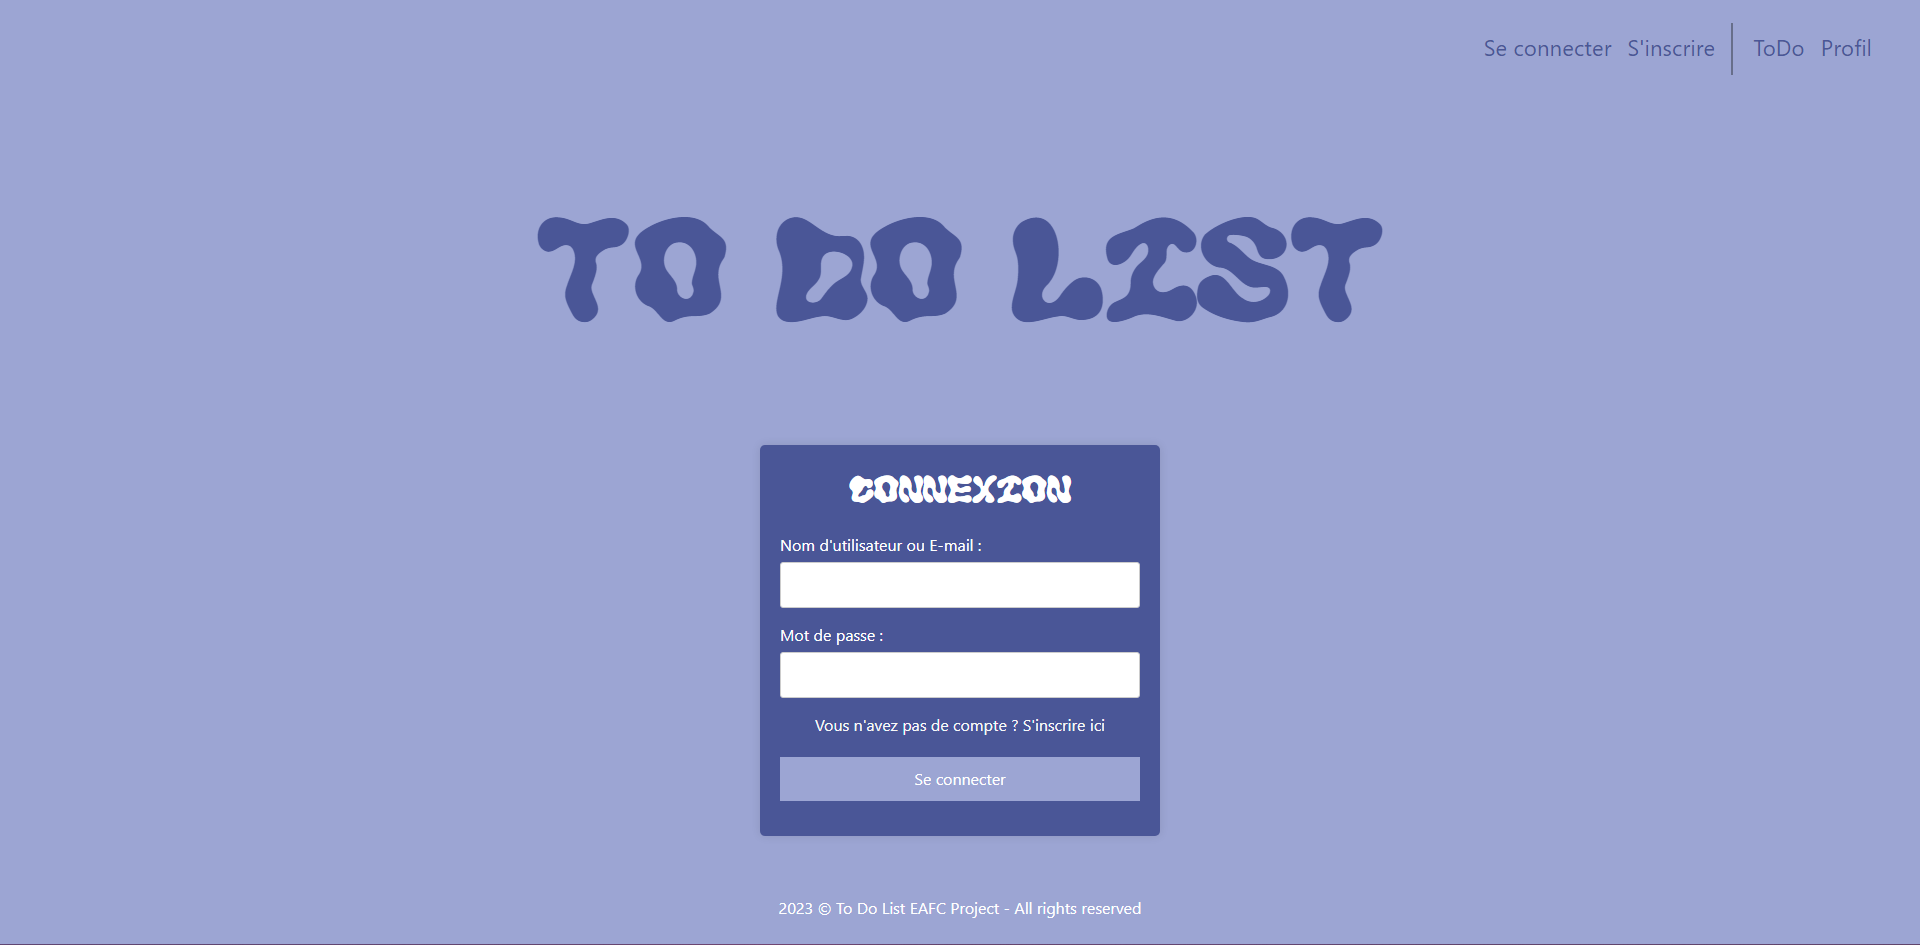 Se connecter S'inscrire ToDo Profil
TO DO LIST
CONNEXION
Nom d'utilisateur ou E-mail :
Mot de passe :
Vous n'avez pas de compte ? S'inscrire ici
Se connecter
2023 © To Do List EAFC Project - All rights reserved